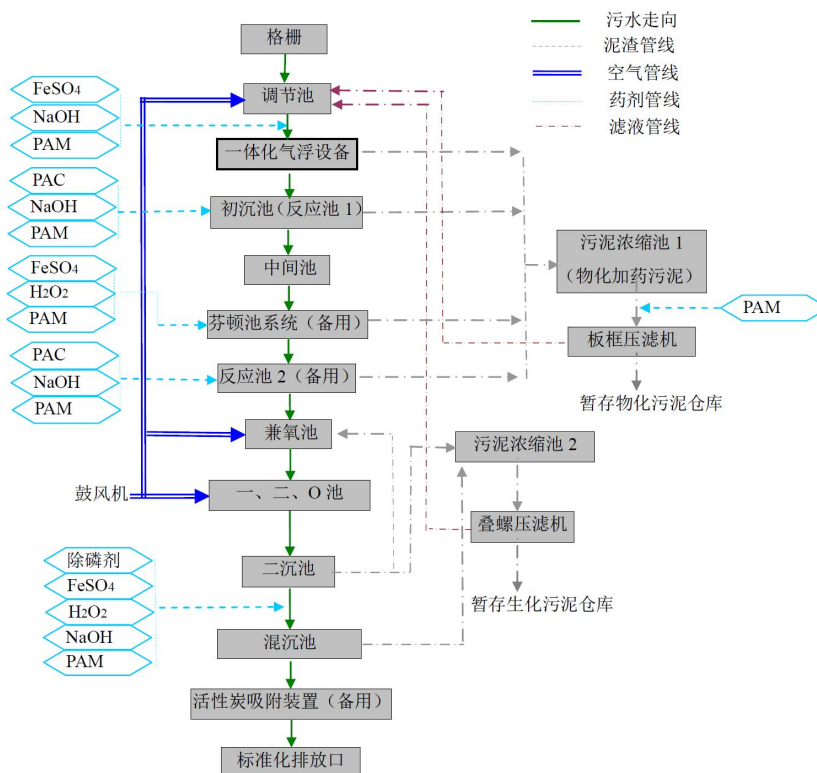 污水走向
泥渣管线
空气管线
药剂管线
滤液管线
格栅
FeSO4
NaOH
PAM
调节池
一体化气浮设备
PAC
NaOH
PAM
初沉池（反应池 1）
中间池
FeSO4
H2O2
PAM
芬顿池系统（备用）
PAC
NaOH
PAM
反应池 2（备用）
兼氧池
鼓风机
一、二、O 池
二沉池
除磷剂
FeSO4
H2O2
NaOH
PAM
混沉池
活性炭吸附装置（备用）
标准化排放口
污泥浓缩池 1
（物化加药污泥）
PAM
板框压滤机
暂存物化污泥仓库
污泥浓缩池 2
叠螺压滤机
暂存生化污泥仓库